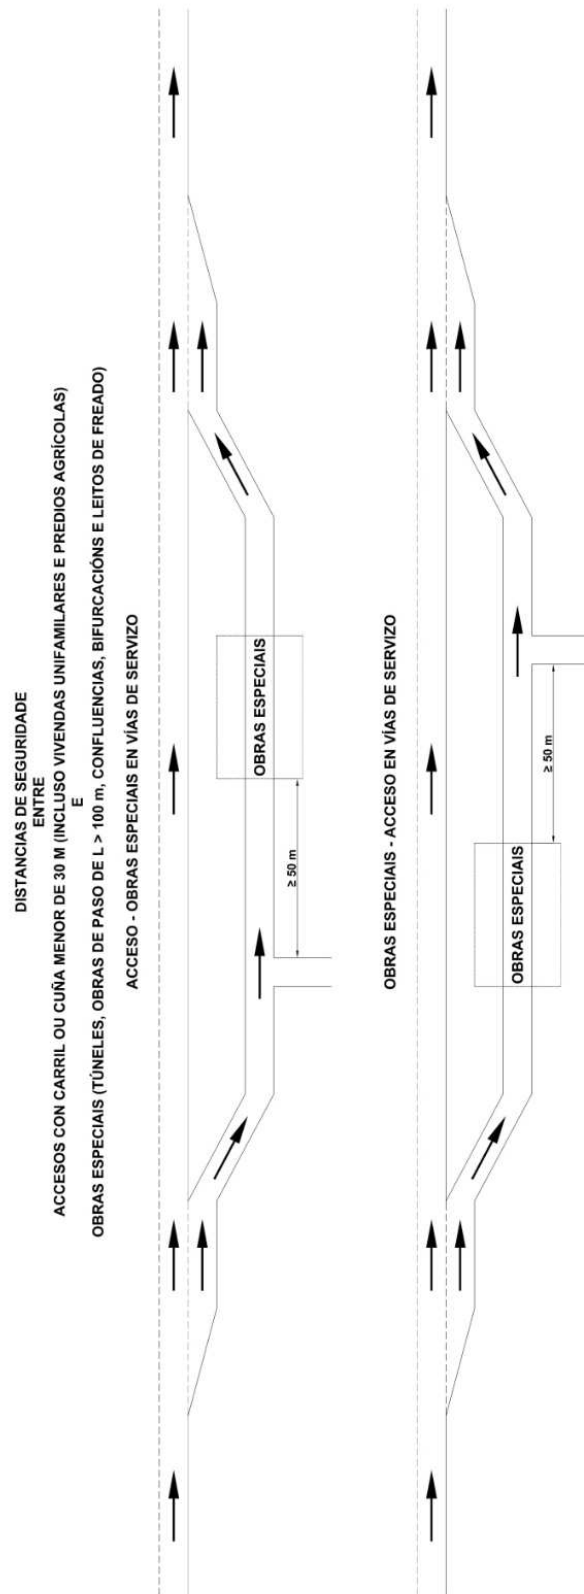 DISTANCIAS DE SEGURIDADE
ENTRE
ACCESOS CON CARRIL OU CUÑA MENOR DE 30 M (INCLUSO VIVENDAS UNIFAMILARES E PREDIOS AGRÍCOLAS)
E
OBRAS ESPECIAIS (TÚNELES, OBRAS DE PASO DE L > 100 m, CONFLUENCIAS, BIFURCACIÓNS E LEITOS DE FREADO)
ACCESO - OBRAS ESPECIAIS EN VÍAS DE SERVIZO
OBRAS ESPECIAIS
≥ 50 m
OBRAS ESPECIAIS - ACCESO EN VÍAS DE SERVIZO
OBRAS ESPECIAIS
≥ 50 m